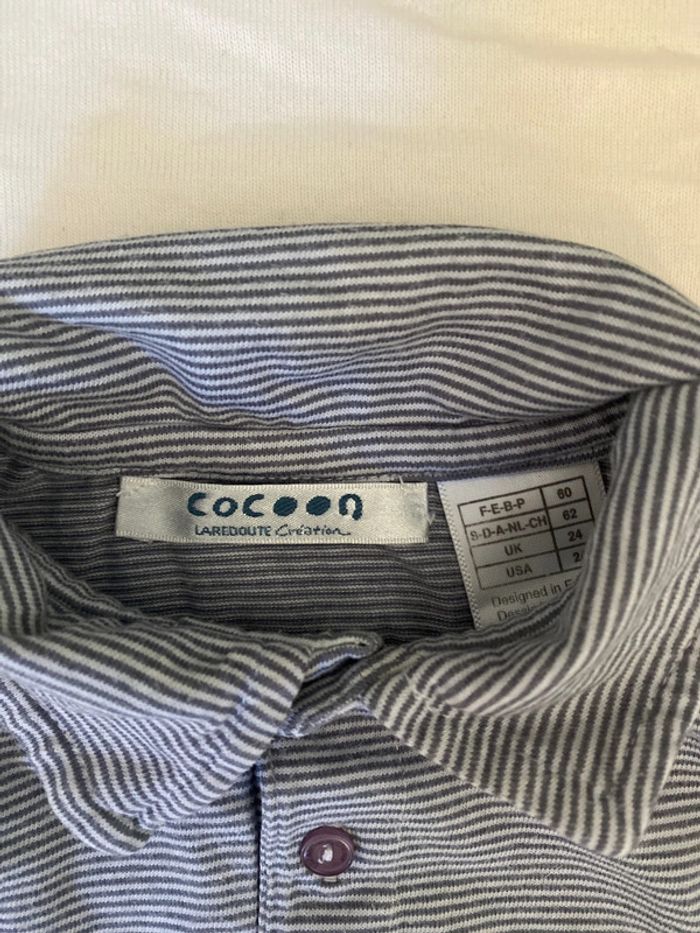 cocoon
LAREDOUTE Création
F-E-B-P 60
S-D-A-NL-CH 62
UK 24
USA
Designed in